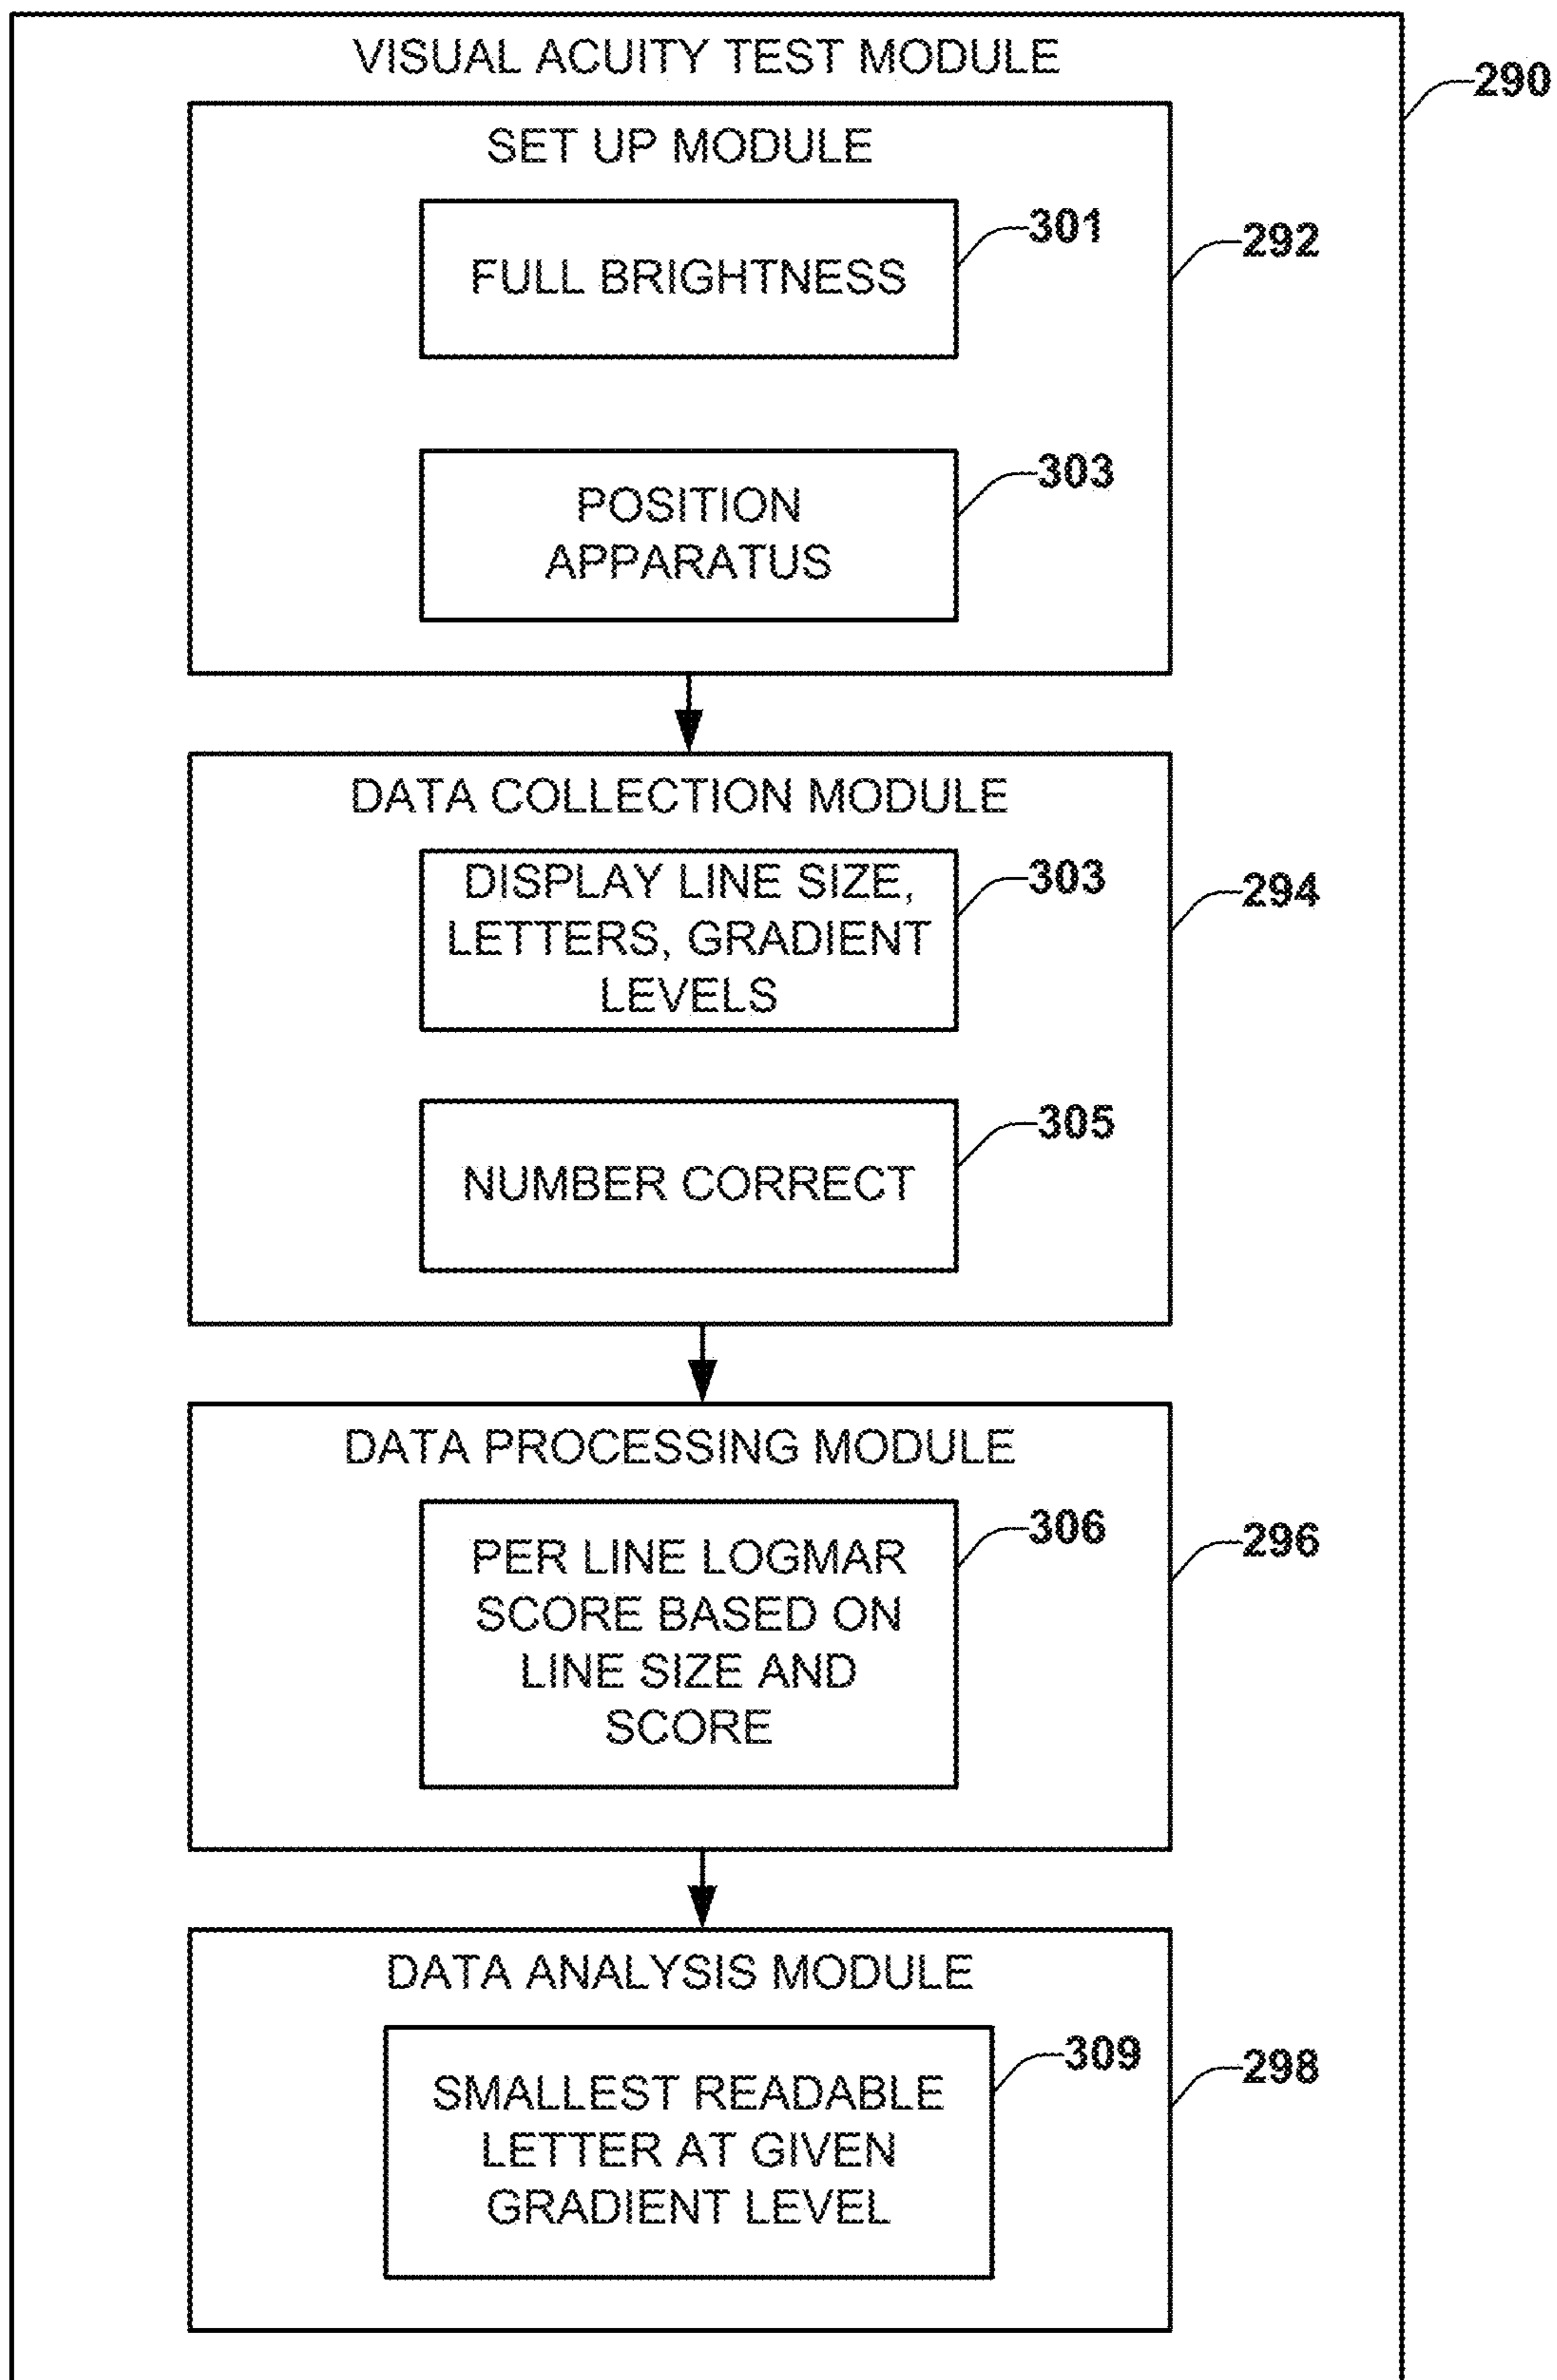 VISUAL ACUITY TEST MODULE
290
SET UP MODULE
301
FULL BRIGHTNESS
292
303
POSITION
APPARATUS
DATA COLLECTION MODULE
303
DISPLAY LINE SIZE,
LETTERS, GRADIENT
LEVELS
294
305
NUMBER CORRECT
DATA PROCESSING MODULE
306
PER LINE LOGMAR
SCORE BASED ON
LINE SIZE AND
SCORE
296
DATA ANALYSIS MODULE
309
SMALLEST READABLE
LETTER AT GIVEN
GRADIENT LEVEL
298